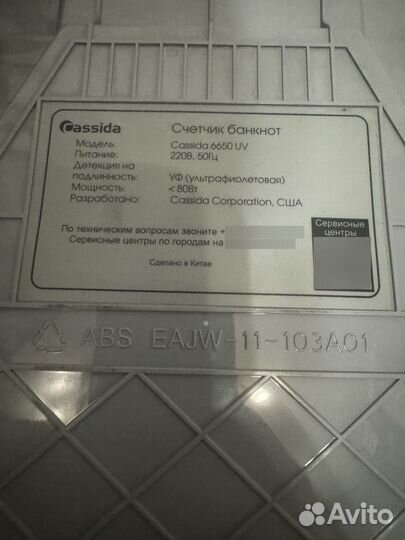 Cassida
Счетчик банкнот
Модель: Cassida 6650 UV
Питание: 220В, 50Гц
Детекция на
подлинность: УФ (ультрафиолетовая)
Мощность: < 80Вт
Разработано: Cassida Corporation, США
По техническим вопросам звоните +
Сервисные центры по городам на
Сервисные
центры
Сделано в Китае
ABS EAJW-11-103A01
Avito